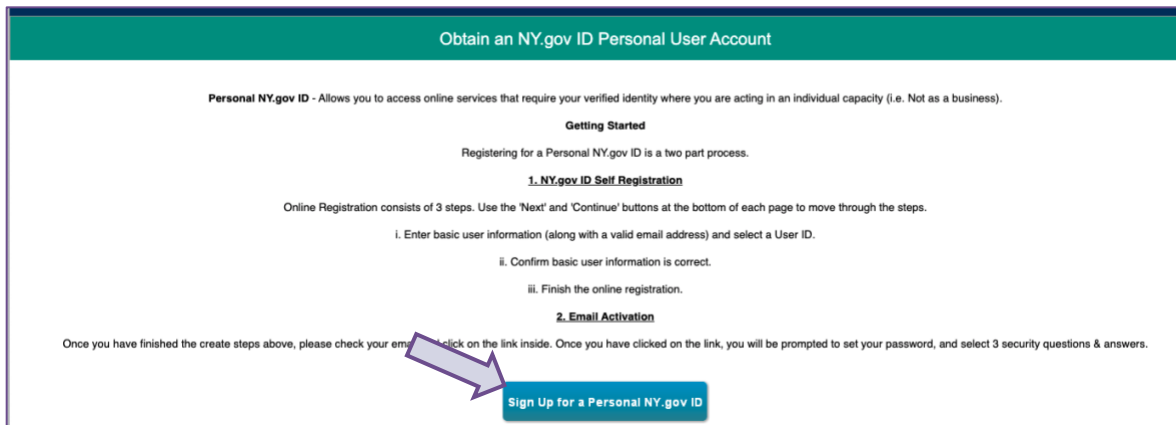 Obtain an NY.gov ID Personal User Account
Personal NY.gov ID - Allows you to access online services that require your verified identity where you are acting in an individual capacity (i.e. Not as a business).
Getting Started
Registering for a Personal NY.gov ID is a two part process.
1. NY.gov ID Self Registration
Online Registration consists of 3 steps. Use the 'Next' and 'Continue' buttons at the bottom of each page to move through the steps.
i. Enter basic user information (along with a valid email address) and select a User ID.
ii. Confirm basic user information is correct.
iii. Finish the online registration.
2. Email Activation
Once you have finished the create steps above, please check your click on the link inside. Once you have clicked on the link, you will be prompted to set your password, and select 3 security questions & answers.
Sign Up for a Personal NY.gov ID